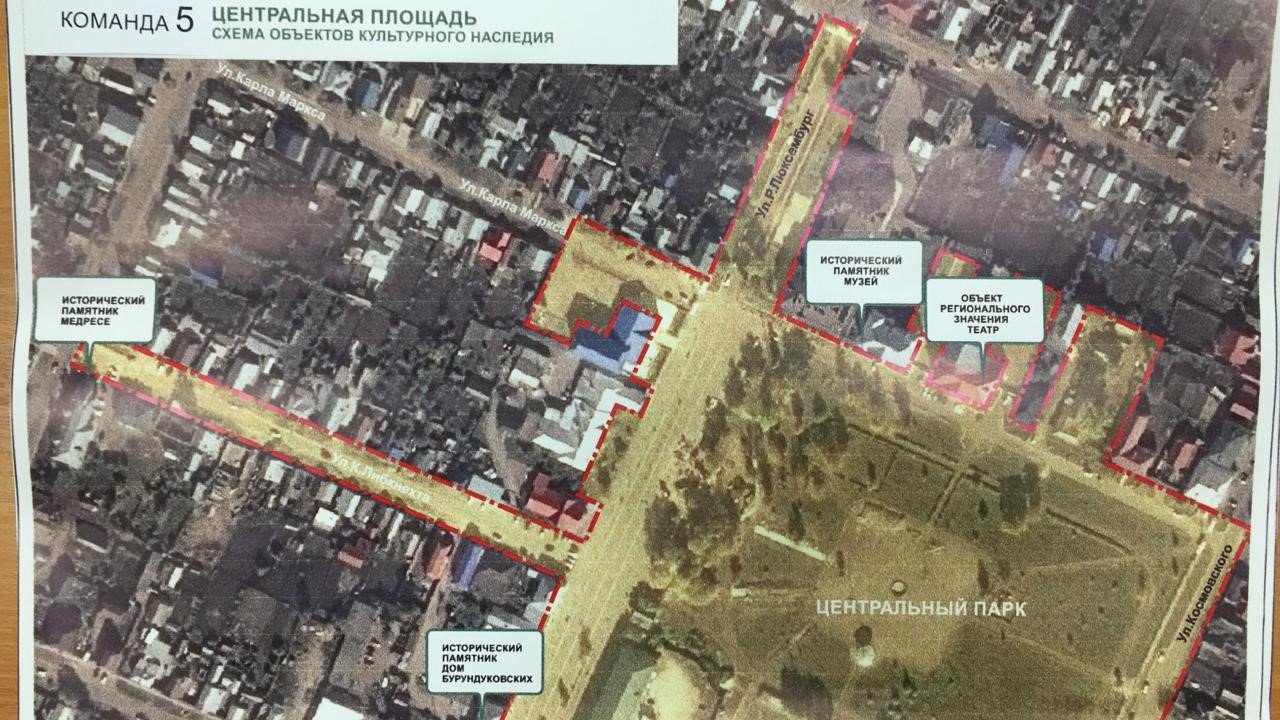 КОМАНДА 5
ЦЕНТРАЛЬНАЯ ПЛОЩАДЬ
СХЕМА ОБЪЕКТОВ КУЛЬТУРНОГО НАСЛЕДИЯ
Ул.Карла Маркса
Ул.Карла Маркса
Ул.Р.Люксембург
ИСТОРИЧЕСКИЙ
ПАМЯТНИК
МУЗЕЙ
ОБЪЕКТ
РЕГИОНАЛЬНОГО
ЗНАЧЕНИЯ
ТЕАТР
ИСТОРИЧЕСКИЙ
ПАМЯТНИК
МЕДРЕСЕ
Ул.К.Либкнехта
ЦЕНТРАЛЬНЫЙ ПАРК
Ул.Космовского
ИСТОРИЧЕСКИЙ
ПАМЯТНИК
ДОМ
БУРУНДУКОВСКИХ